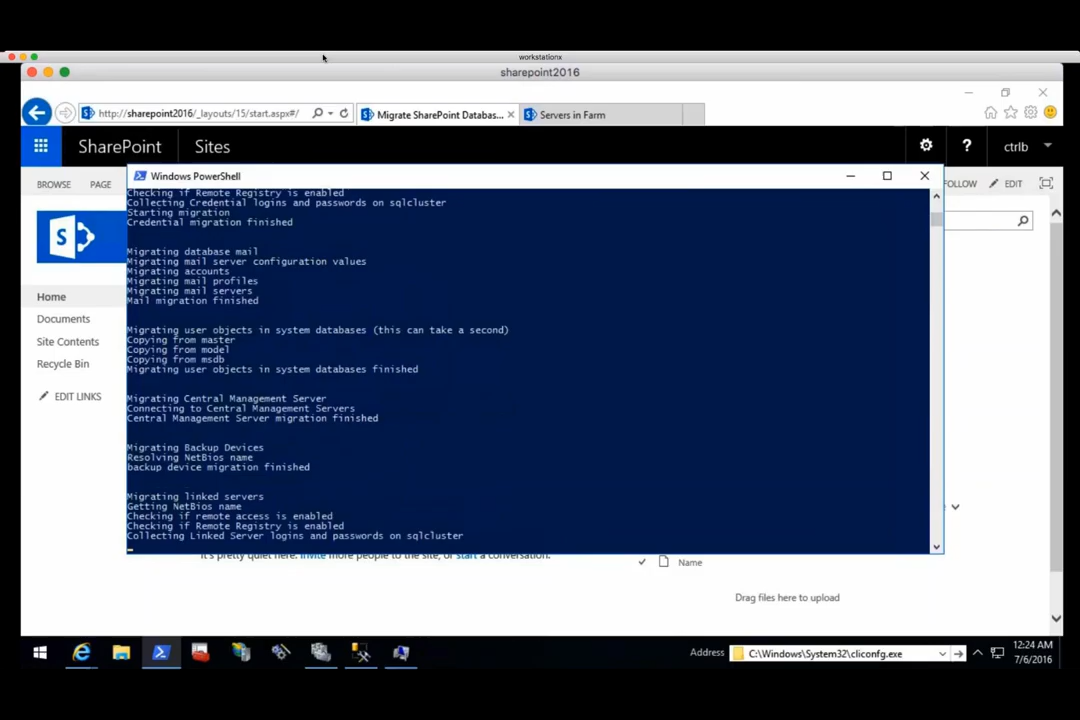 workstationx
sharepoint2016
http://sharepoint2016/_layouts/15/start.aspx#/
Migrate SharePoint Databas...
Servers in Farm
SharePoint
Sites
?
ctrlb
BROWSE
PAGE
Windows PowerShell
FOLLOW
EDIT
Checking if Remote Registry is enabled
Collecting Credential logins and passwords on sqlcluster
Starting migration
Credential migration finished
Migrating database mail
Migrating mail server configuration values
Migrating accounts
Migrating mail profiles
Migrating mail servers
Mail migration finished
Migrating user objects in system databases (this can take a second)
Copying from master
Copying from model
Copying from msdb
Migrating user objects in system databases finished
Migrating Central Management Server
Connecting to Central Management Servers
Central Management Server migration finished
Migrating Backup Devices
Resolving NetBios name
backup device migration finished
Migrating linked servers
Getting NetBios name
Checking if remote access is enabled
Checking if Remote Registry is enabled
Collecting Linked Server logins and passwords on sqlcluster
S
Home
Documents
Site Contents
Recycle Bin
EDIT LINKS
It's pretty quiet here. Invite more people to the site, or start a conversation.
Name
Drag files here to upload
Address
C:\Windows\System32\cliconfg.exe
12:24 AM
7/6/2016